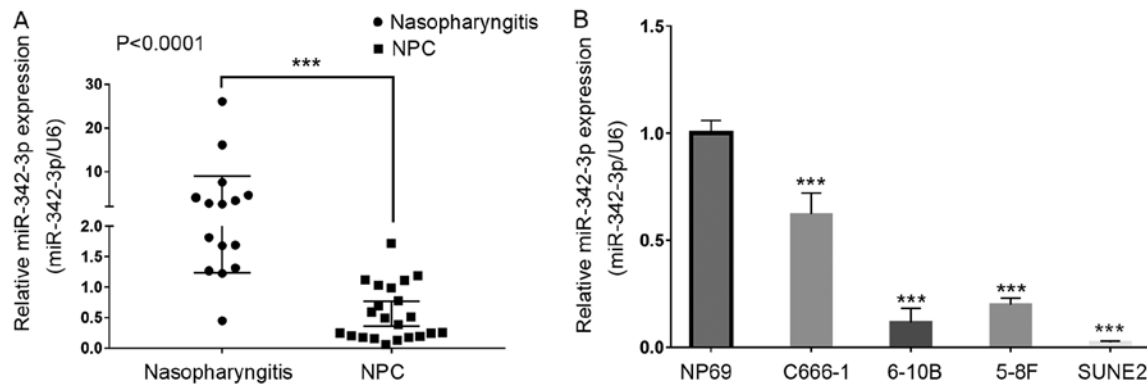 A
Nasopharyngitis
NPC
P<0.0001
***
Relative miR-342-3p expression
(miR-342-3p/U6)
30
20
10
2.0
1.5
1.0
0.5
0.0
Nasopharyngitis NPC
B
Relative miR-342-3p expression
(miR-342-3p/U6)
1.5
1.0
0.5
0.0
***
***
***
***
NP69 C666-1 6-10B 5-8F SUNE2